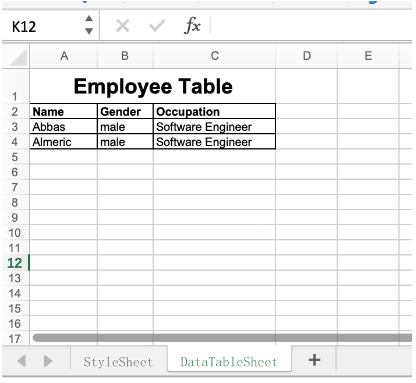 K12 fx
A B C D E
1 Employee Table
2 Name Gender Occupation
3 Abbas male Software Engineer
4 Almeric male Software Engineer
5
6
7
8
9
10
11
12
13
14
15
16
17
StyleSheet DataTableSheet +